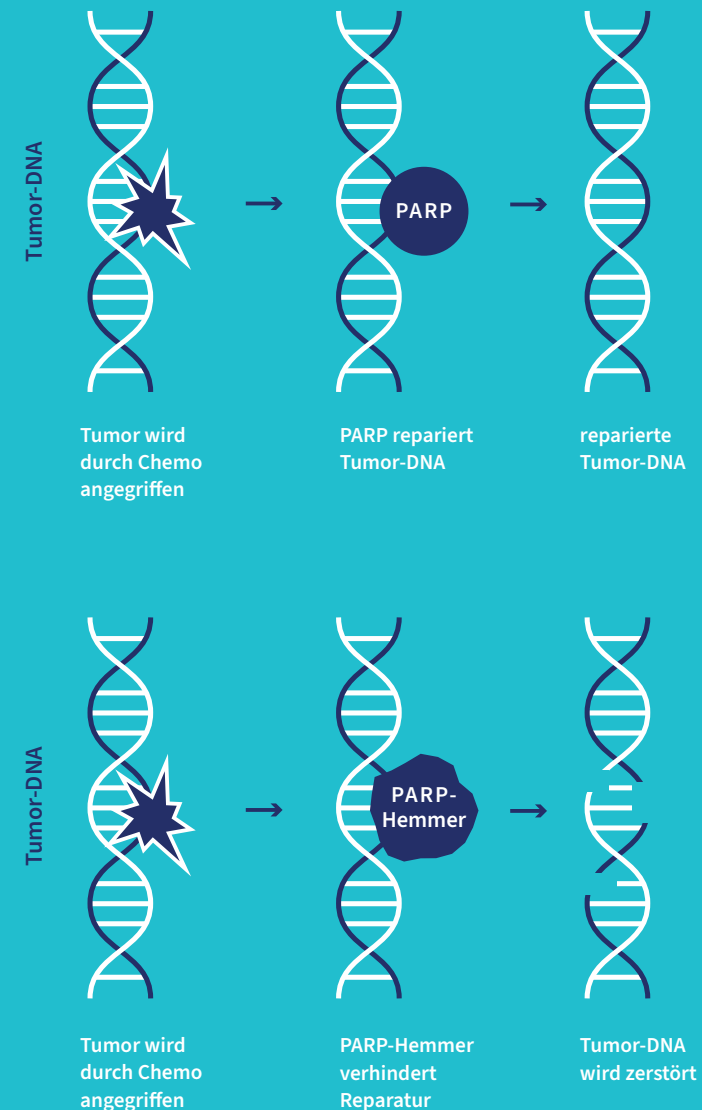 Tumor-DNA
PARP
Tumor wird
durch Chemo
angegriffen
PARP repariert
Tumor-DNA
reparierte
Tumor-DNA
Tumor-DNA
PARP-
Hemmer
Tumor wird
durch Chemo
angegriffen
PARP-Hemmer
verhindert
Reparatur
Tumor-DNA
wird zerstört